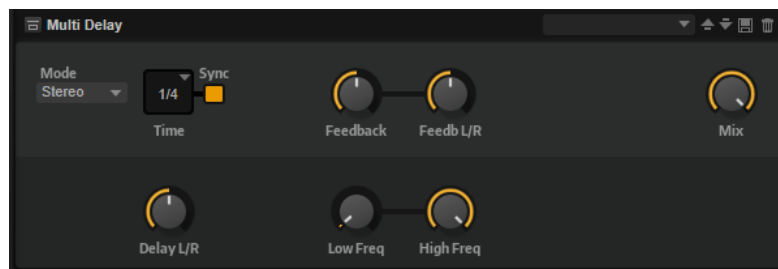 Multi Delay
Mode
Sync
Stereo
1/4
Time
Feedback
Feedb L/R
Mix
Delay L/R
Low Freq
High Freq